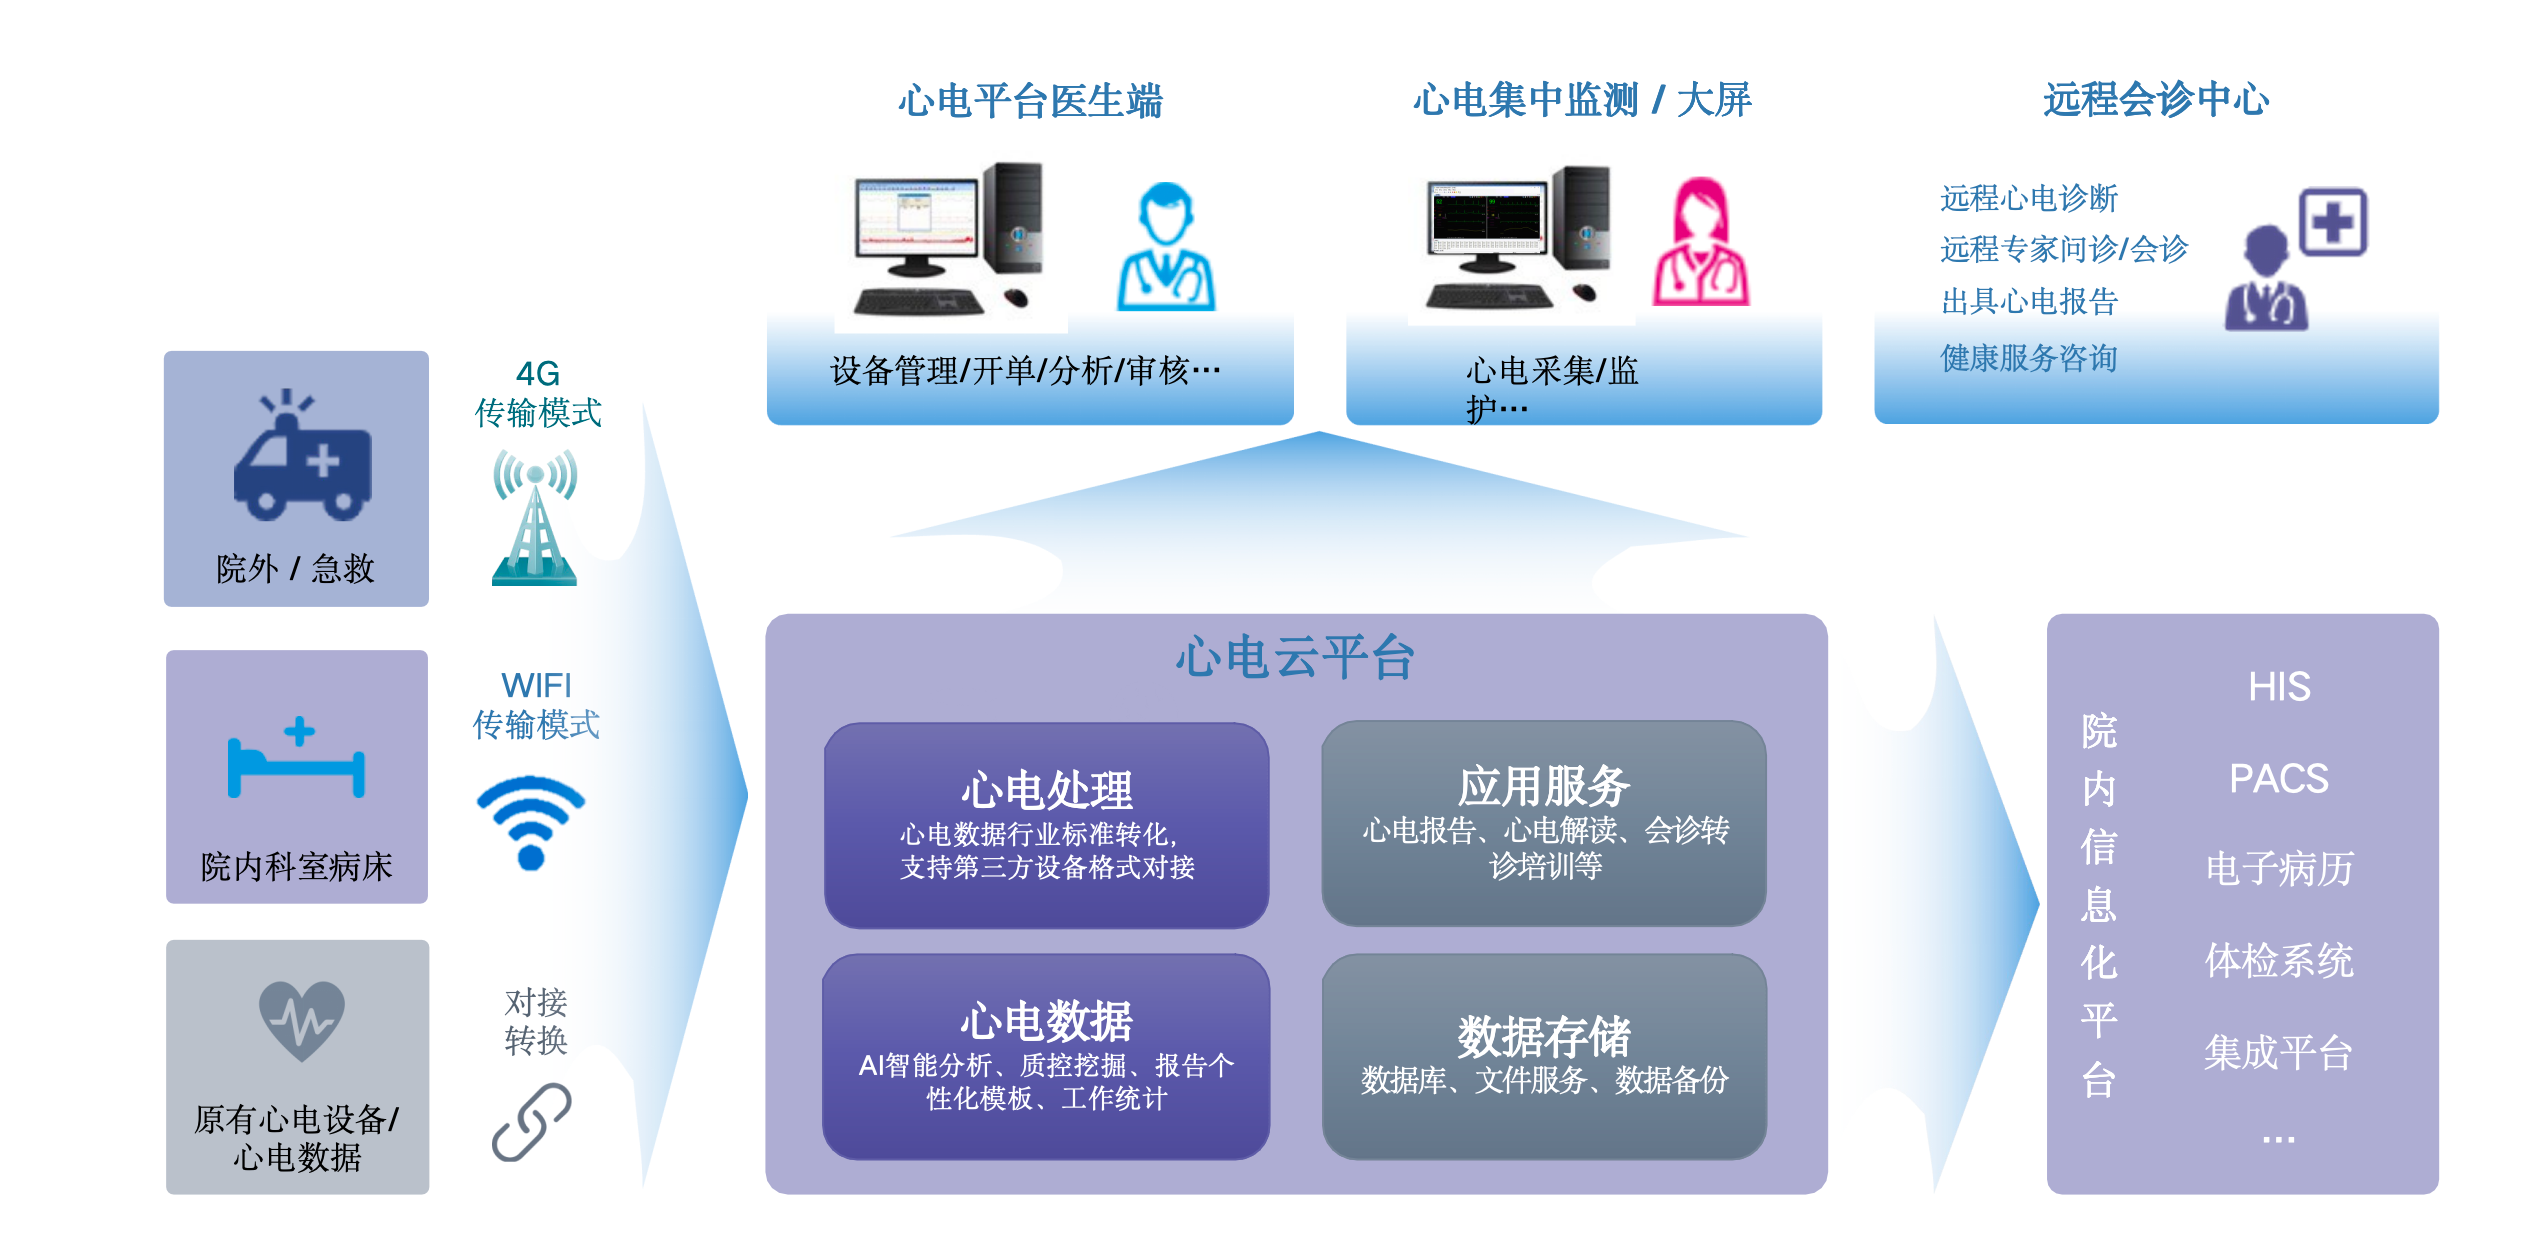 心电平台医生端
心电集中监测 / 大屏
远程会诊中心
远程心电诊断
远程专家问诊/会诊
出具心电报告
健康服务咨询
设备管理/开单/分析/审核···
心电采集/监
护···
4G
传输模式
院外 / 急救
WIFI
传输模式
院内科室病床
对接
转换
原有心电设备/
心电数据
心电云平台
心电处理
心电数据行业标准转化,
支持第三方设备格式对接
应用服务
心电报告、心电解读、会诊转
诊培训等
心电数据
AI智能分析、质控挖掘、报告个
性化模板、工作统计
数据存储
数据库、文件服务、数据备份
院
内
信
息
化
平
台
HIS
PACS
电子病历
体检系统
集成平台
...